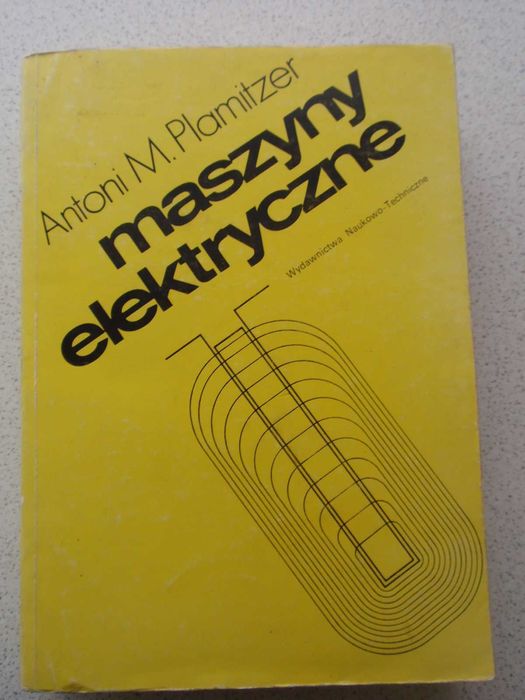 Antoni M. Plamitzer
maszyny
elektryczne
Wydawnictwa Naukowo-Techniczne